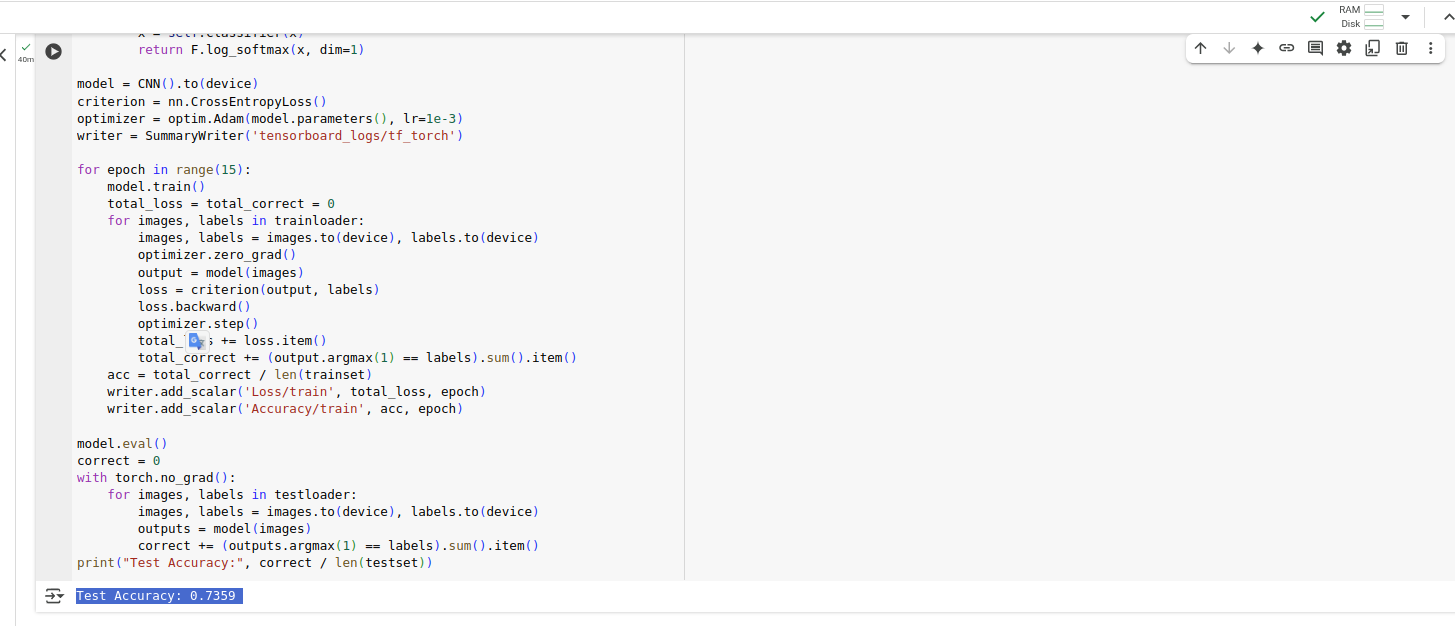 RAM
Disk
40m
x = self.classifier(x)
return F.log_softmax(x, dim=1)
model = CNN().to(device)
criterion = nn.CrossEntropyLoss()
optimizer = optim.Adam(model.parameters(), lr=1e-3)
writer = SummaryWriter('tensorboard_logs/tf_torch')
for epoch in range(15):
model.train()
total_loss = total_correct = 0
for images, labels in trainloader:
images, labels = images.to(device), labels.to(device)
optimizer.zero_grad()
output = model(images)
loss = criterion(output, labels)
loss.backward()
optimizer.step()
+= loss.item()
total_correct += (output.argmax(1) == labels).sum().item()
acc = total_correct / len(trainset)
writer.add_scalar('Loss/train', total_loss, epoch)
writer.add_scalar('Accuracy/train', acc, epoch)
model.eval()
correct = 0
with torch.no_grad():
for images, labels in testloader:
images, labels = images.to(device), labels.to(device)
outputs = model(images)
correct += (outputs.argmax(1) == labels).sum().item()
print("Test Accuracy:", correct / len(testset))
Test Accuracy: 0.7359